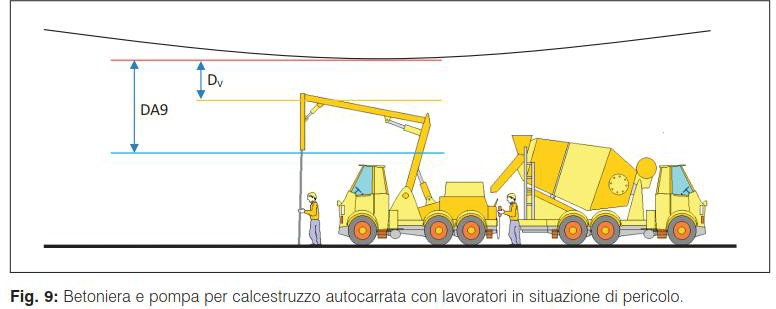 Dv
DA9
Fig. 9: Betoniera e pompa per calcestruzzo autocarrata con lavoratori in situazione di pericolo.